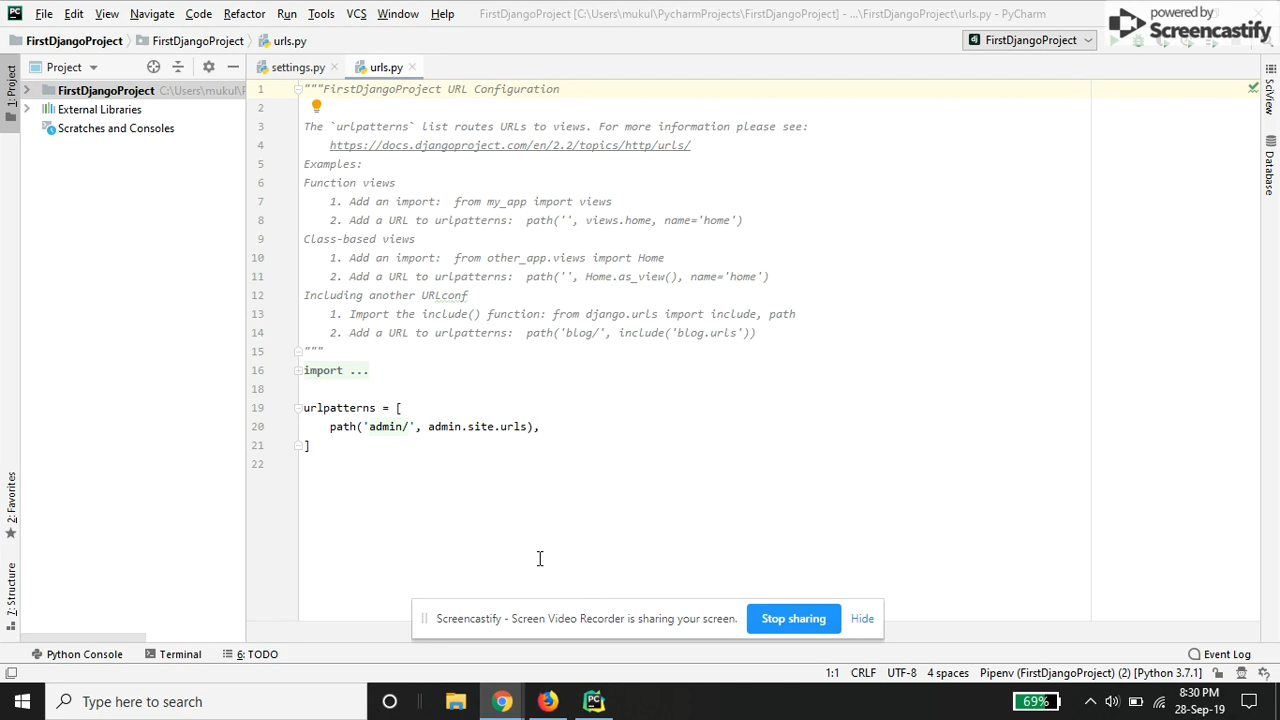 File Edit View Navigate Code Refactor Run Tools VCS Window Help FirstDjangoProject [C:\Users\mukul\PycharmProjects\FirstDjangoProject] - ...\FirstDjangoProject\urls.py - PyCharm
powered by
Screencastify
FirstDjangoProject FirstDjangoProject urls.py FirstDjangoProject
1: Project
Project
settings.py urls.py
FirstDjangoProject C:\Users\mukul\P
External Libraries
Scratches and Consoles
1 """FirstDjangoProject URL Configuration
2
3 The `urlpatterns` list routes URLs to views. For more information please see:
4 https://docs.djangoproject.com/en/2.2/topics/http/urls/
5 Examples:
6 Function views
7 1. Add an import:  from my_app import views
8 2. Add a URL to urlpatterns:  path('', views.home, name='home')
9 Class-based views
10 1. Add an import:  from other_app.views import Home
11 2. Add a URL to urlpatterns:  path('', Home.as_view(), name='home')
12 Including another URLconf
13 1. Import the include() function: from django.urls import include, path
14 2. Add a URL to urlpatterns:  path('blog/', include('blog.urls'))
15 """
16 import ...
18
19 urlpatterns = [
20 path('admin/', admin.site.urls),
21 ]
22
SciView
Database
2: Favorites
7: Structure
Screencastify - Screen Video Recorder is sharing your screen. Stop sharing Hide
Python Console Terminal 6: TODO Event Log
1:1 CRLF UTF-8 4 spaces Pipenv (FirstDjangoProject) (2) [Python 3.7.1]
Type here to search 69% 8:30 PM
28-Sep-19